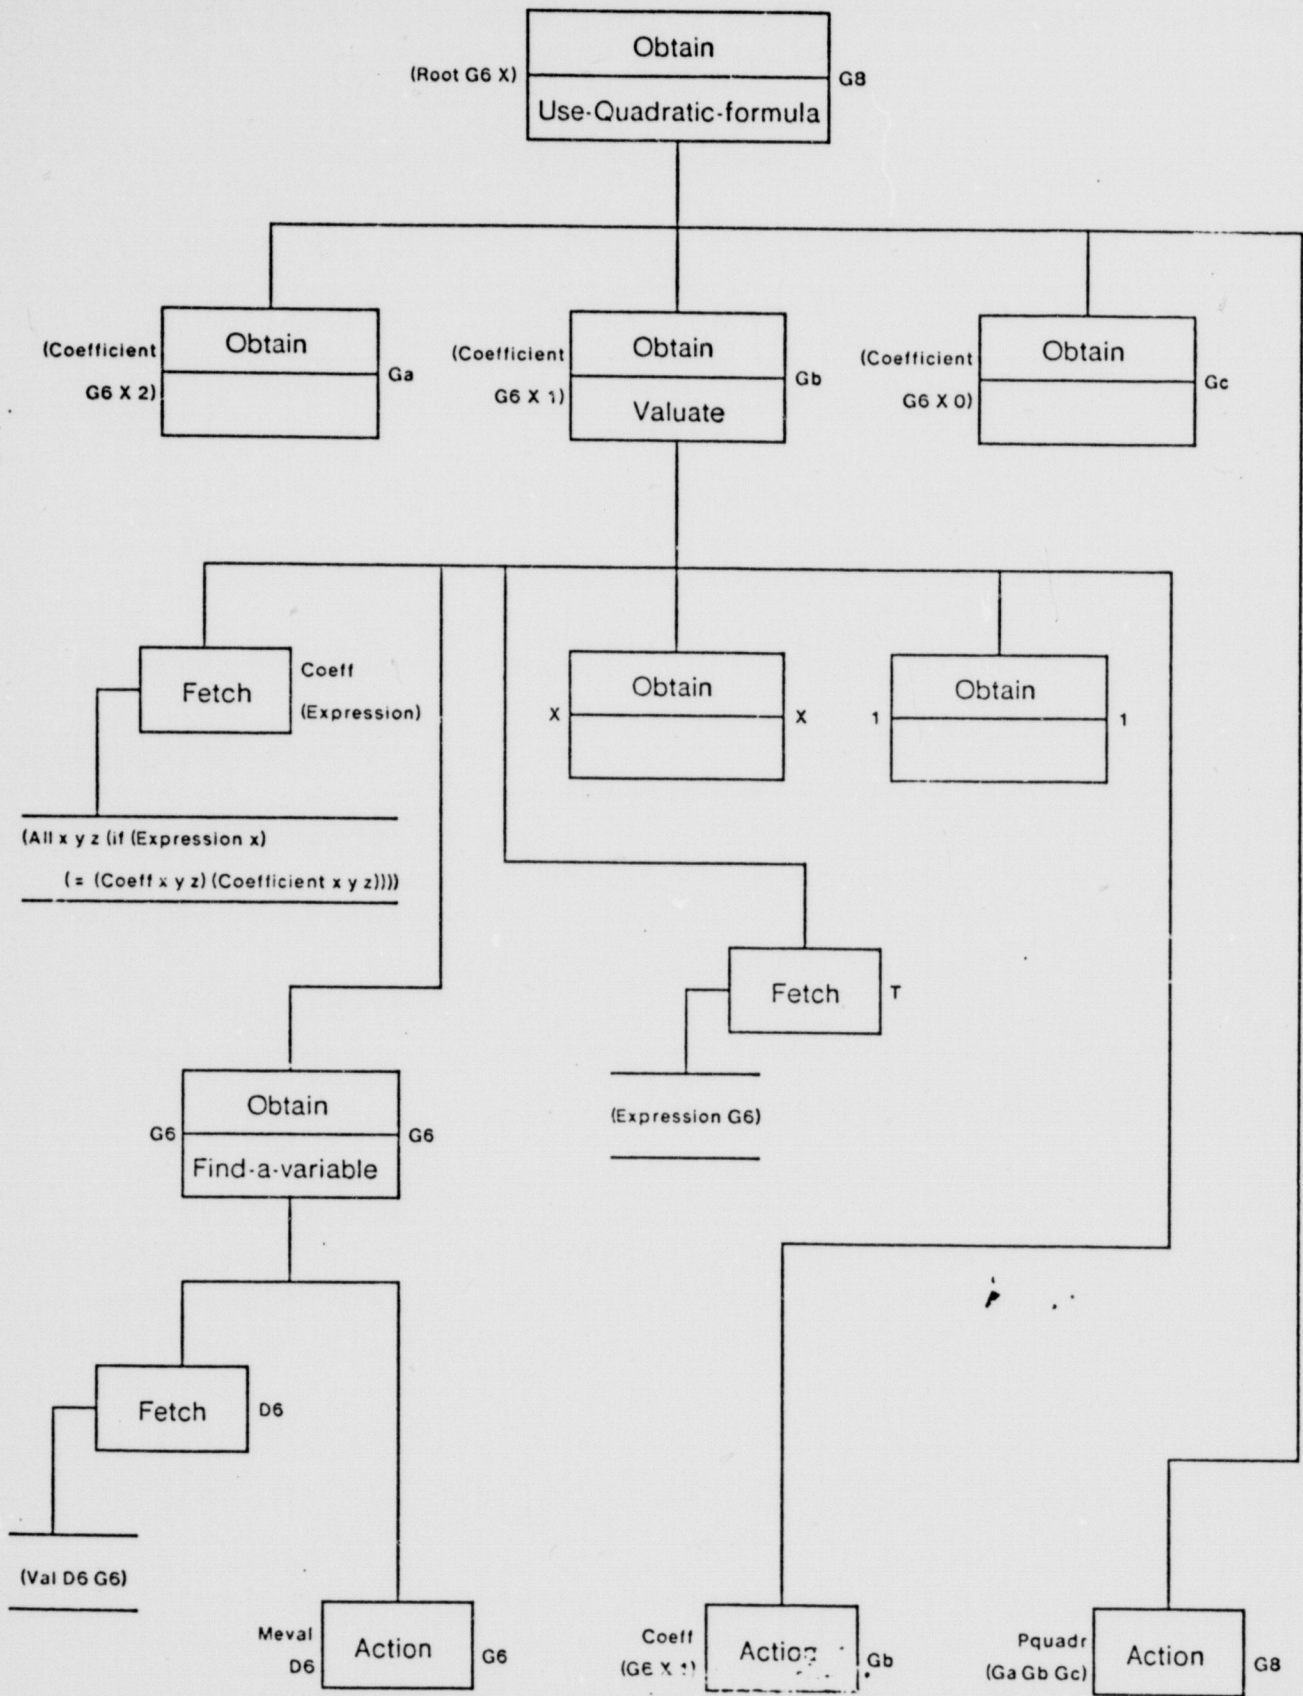 Obtain
(Root G6 X)
G8
Use-Quadratic-formula
Obtain
(Coefficient
G6 X 2)
Ga
Obtain
(Coefficient
G6 X 1)
Gb
Valuate
Obtain
(Coefficient
G6 X 0)
Gc
Fetch
Coeff
(Expression)
Obtain
X
X
Obtain
1
1
(All x y z (if (Expression x)
(= (Coeff x y z) (Coefficient x y z))))
Fetch
T
(Expression G6)
Obtain
G6
G6
Find-a-variable
Fetch
D6
(Val D6 G6)
Meval
D6
Action
G6
Coeff
(G6 X 1)
Action
Gb
Pquadr
(Ga Gb Gc)
Action
G8